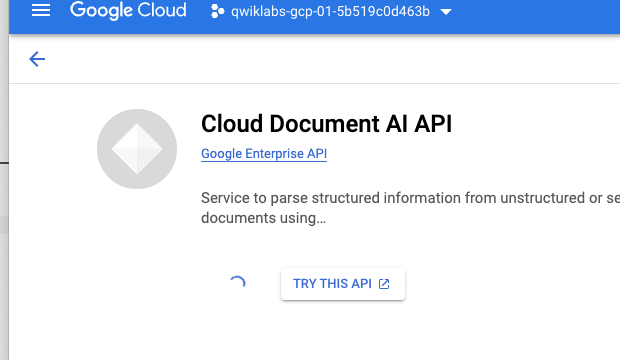 Google Cloud
qwiklabs-gcp-01-5b519c0d463b
Cloud Document AI API
Google Enterprise API
Service to parse structured information from unstructured or se
documents using…
TRY THIS API